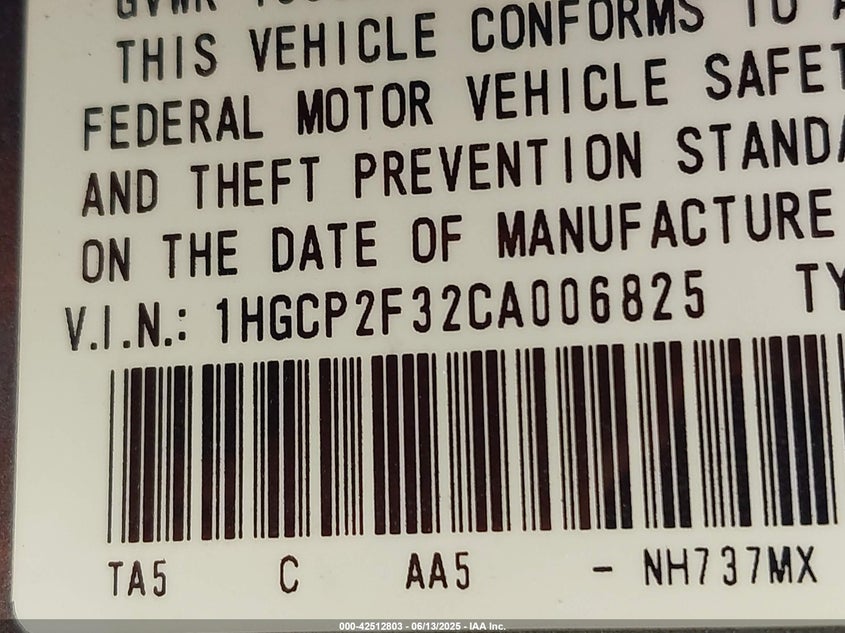 GVWR
THIS VEHICLE CONFORMS TO A
FEDERAL MOTOR VEHICLE SAFET
AND THEFT PREVENTION STANDA
ON THE DATE OF MANUFACTURE
V.I.N.: 1HGCP2F32CA006825 TY
TA5 C AA5 - NH737MX
000-42512803 - 06/13/2025 - IAA Inc.